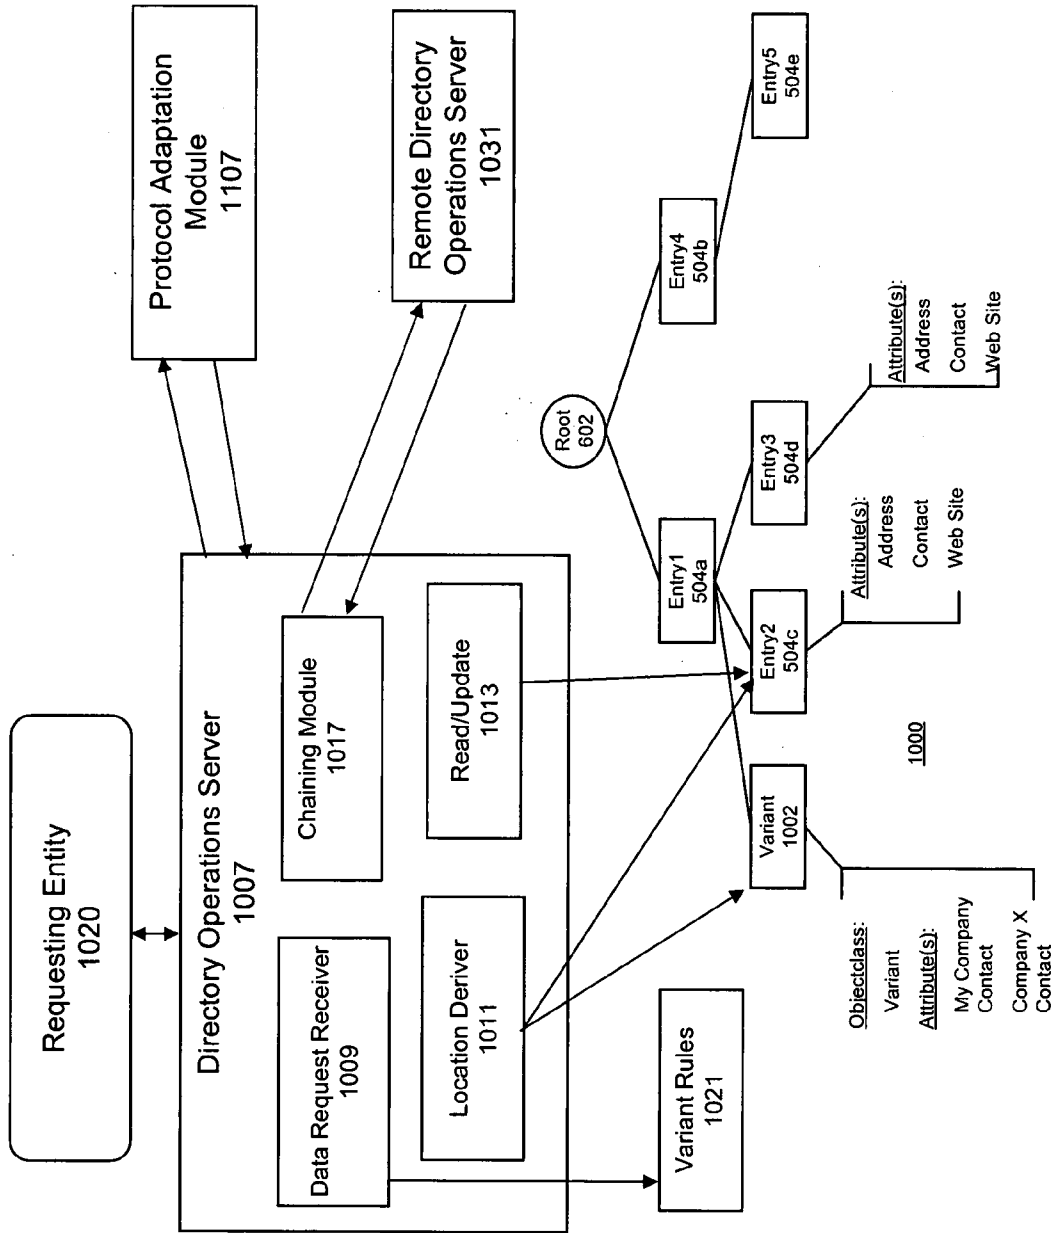 Requesting Entity
1020
Directory Operations Server
1007
Data Request Receiver
1009
Chaining Module
1017
Location Deriver
1011
Read/Update
1013
Protocol Adaptation
Module
1107
Remote Directory
Operations Server
1031
Variant Rules
1021
Root
602
Entry1
504a
Entry4
504b
Variant
1002
Entry2
504c
Entry3
504d
Entry5
504e
Objectclass:
Variant
Attribute(s):
My Company
Contact
Company X
Contact
Attribute(s):
Address
Contact
Web Site
Attribute(s):
Address
Contact
Web Site
1000